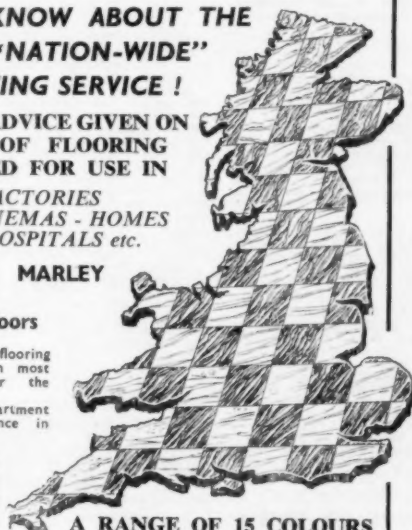 KNOW ABOUT THE
"NATION-WIDE"
ING SERVICE !
ADVICE GIVEN ON
OF FLOORING
D FOR USE IN
ACTORIES
NEMAS - HOMES
OSPITALS etc.
MARLEY
oors
flooring
n most
r the
artment
nce in
A RANGE OF 15 COLOURS